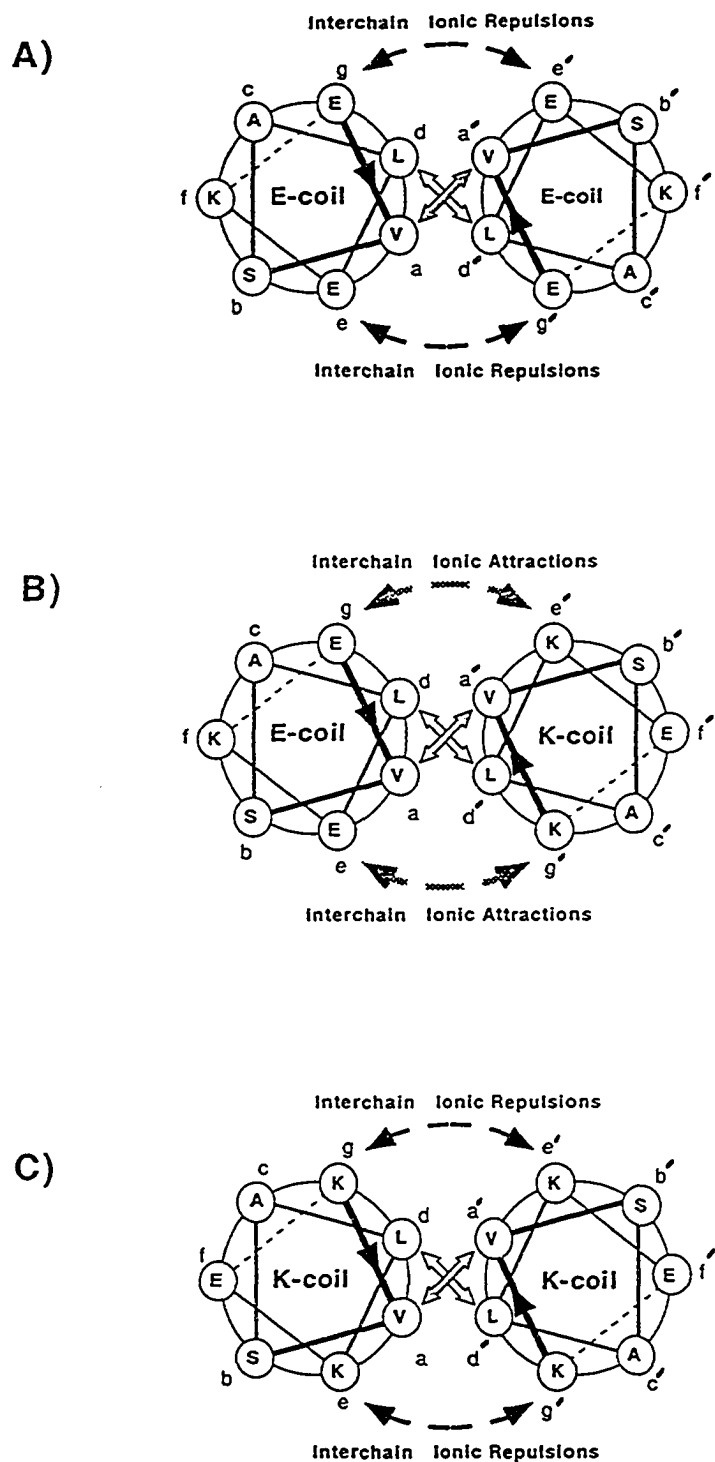 A)
Interchain Ionic Repulsions
g e'
c E E b'
A d a' S
L V
f K E-coil E-coil K f'
V L
S a d' A
b E E c'
e g'
Interchain Ionic Repulsions
B)
Interchain Ionic Attractions
g e'
c E K b'
A d a' S
L V
f K E-coil K-coil E f'
V L
S a d' A
b E K c'
e g'
Interchain Ionic Attractions
C)
Interchain Ionic Repulsions
g e'
c K K b'
A d a' S
L V
f E K-coil K-coil E f'
V L
S a d' A
b K K c'
e g'
Interchain Ionic Repulsions